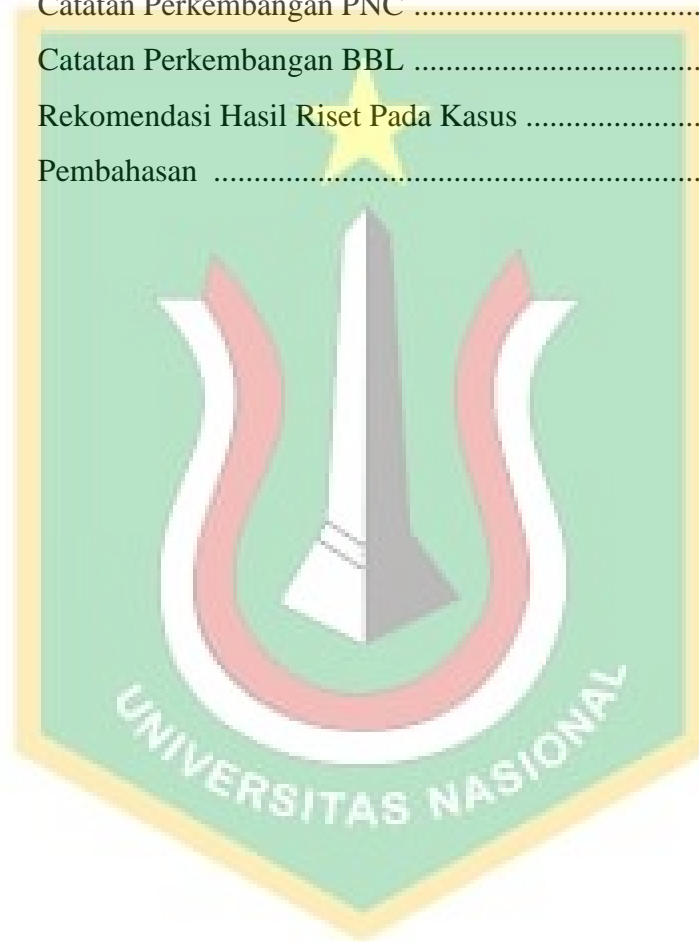 Catatan Perkembangan PNC ....................................
Catatan Perkembangan BBL ....................................
Rekomendasi Hasil Riset Pada Kasus ......................
Pembahasan .............................................................
UNIVERSITAS NASIONAL